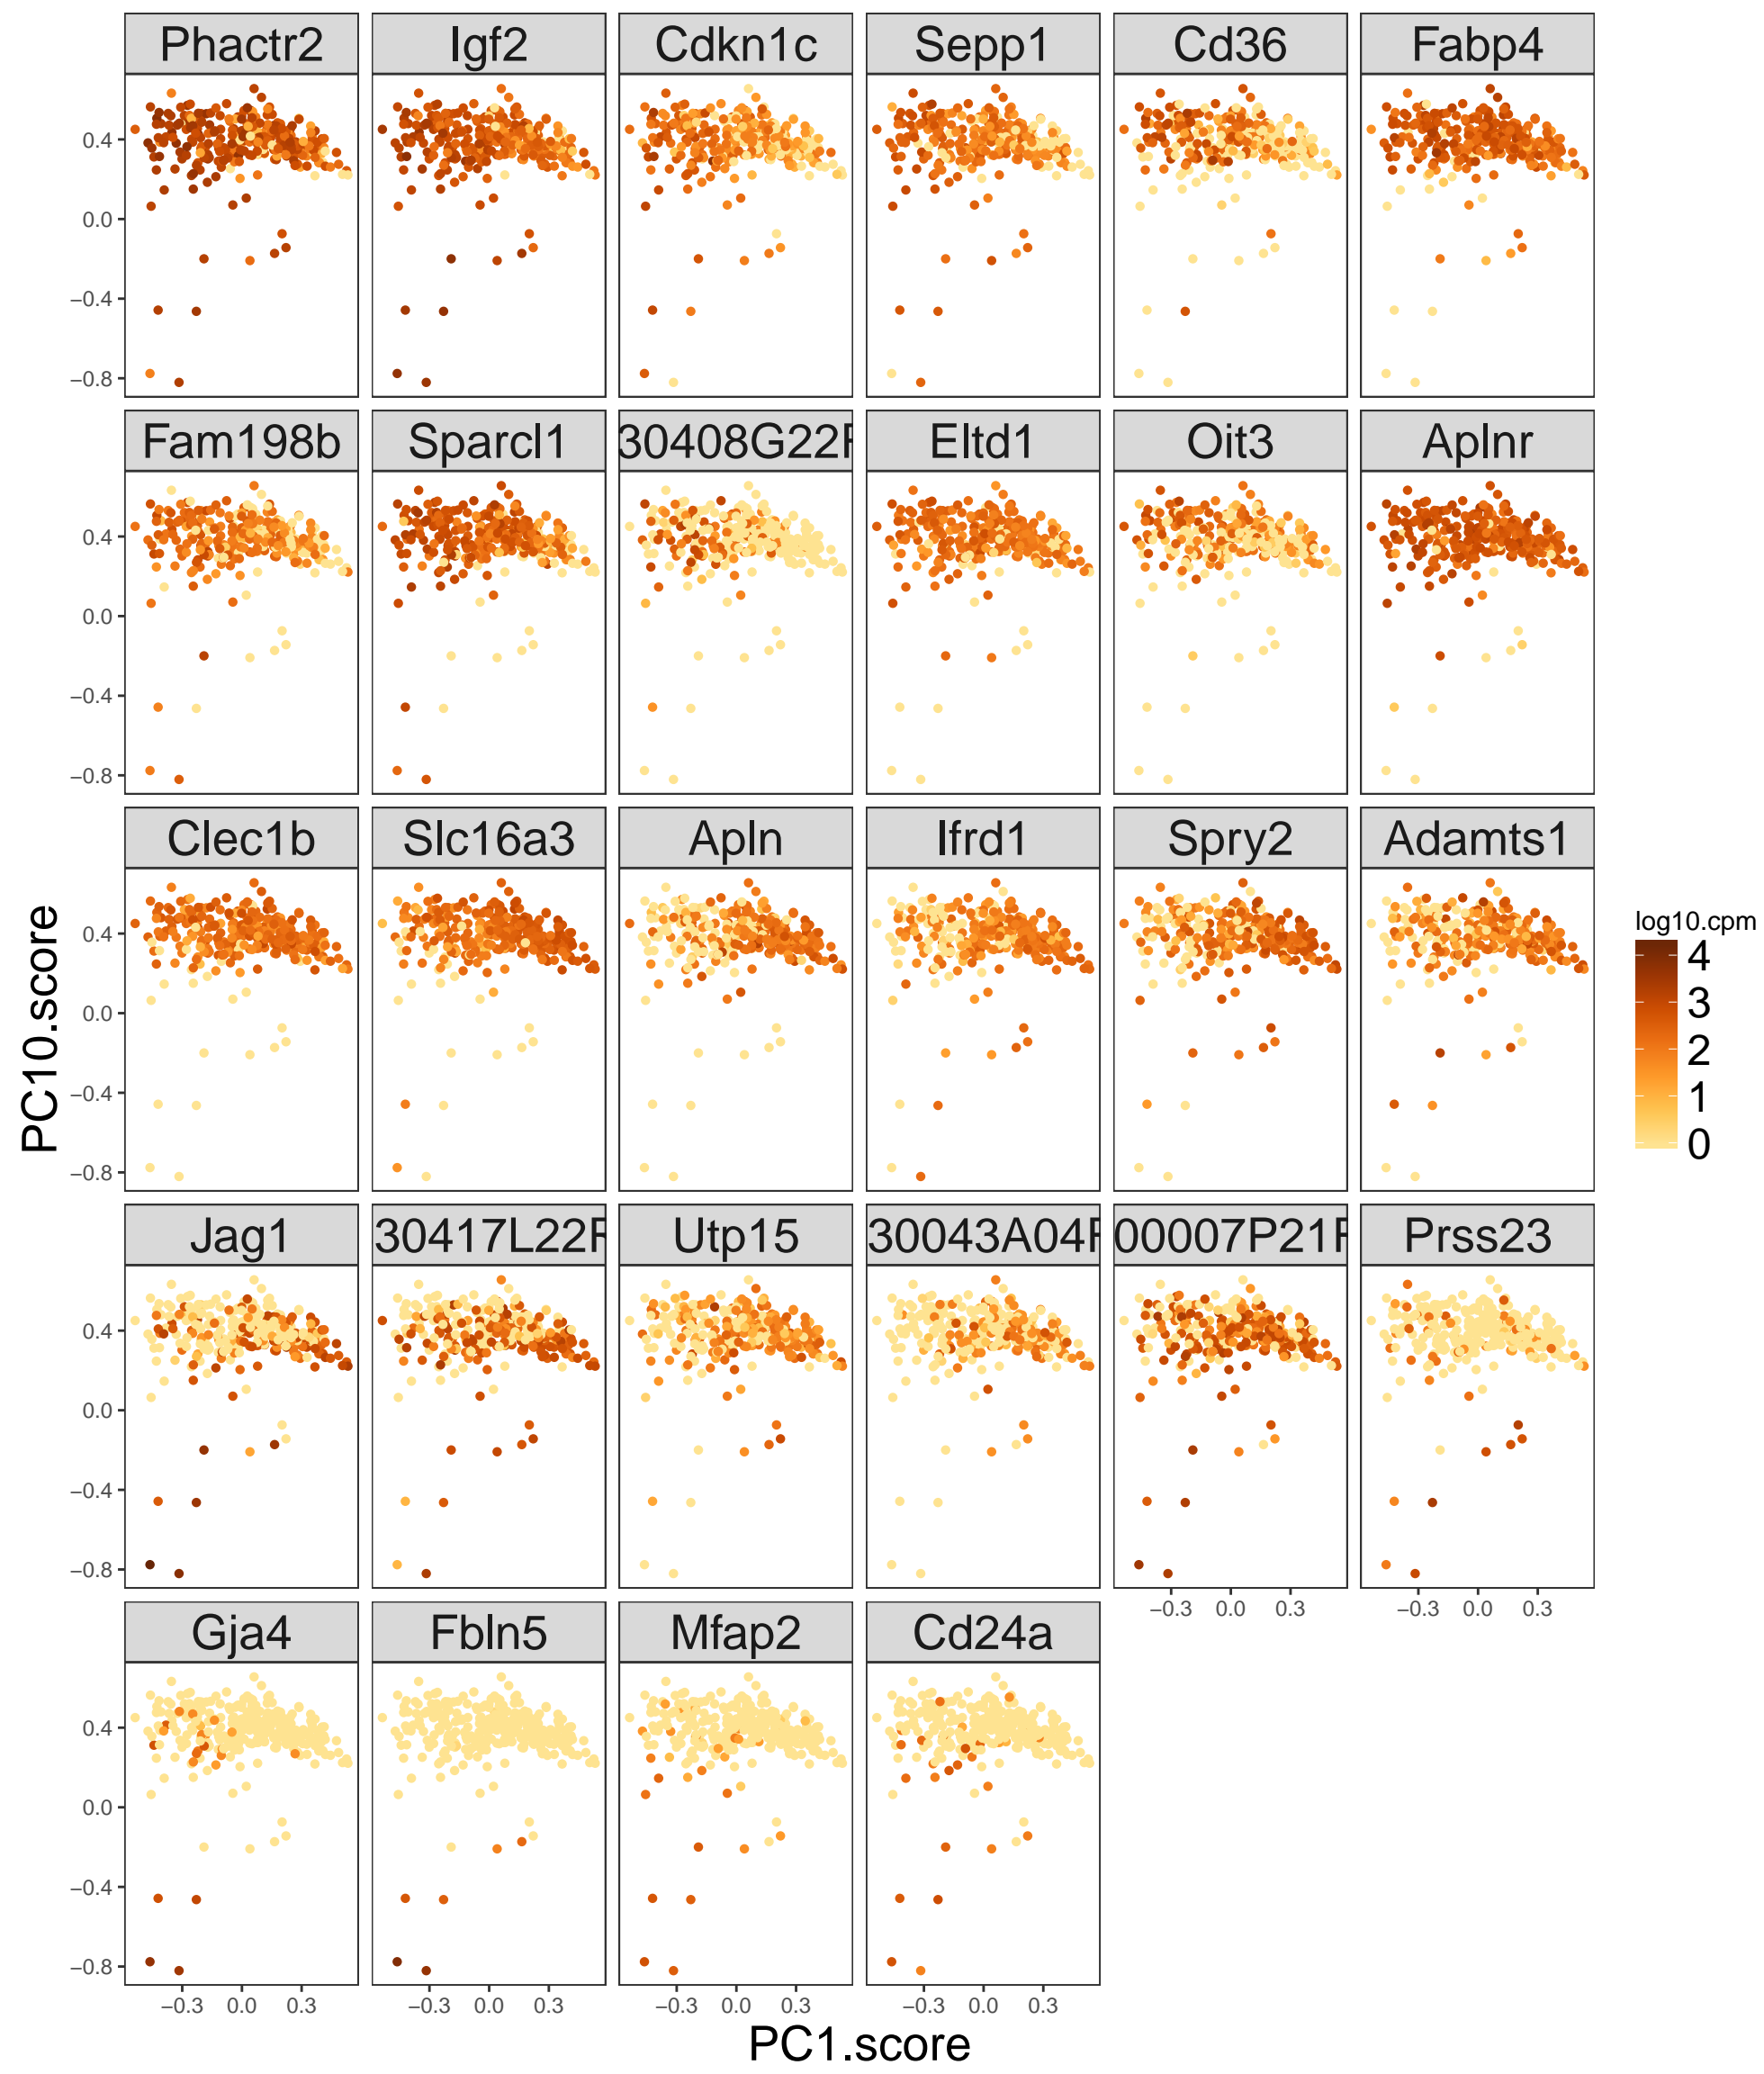 Phactr2 Igf2 Cdkn1c Sepp1 Cd36 Fabp4
0.4
0.0
−0.4
−0.8
Fam198b Sparcl1 30408G22R Eltd1 Oit3 Aplnr
0.4
0.0
−0.4
−0.8
Clec1b Slc16a3 Apln Ifrd1 Spry2 Adamts1
0.4
0.0
−0.4
−0.8
Jag1 30417L22R Utp15 30043A04R 00007P21R Prss23
0.4
0.0
−0.4
−0.8
−0.3 0.0 0.3 −0.3 0.0 0.3
Gja4 Fbln5 Mfap2 Cd24a
0.4
0.0
−0.4
−0.8
−0.3 0.0 0.3 −0.3 0.0 0.3 −0.3 0.0 0.3 −0.3 0.0 0.3
PC1.score
PC10.score
log10.cpm
4
3
2
1
0